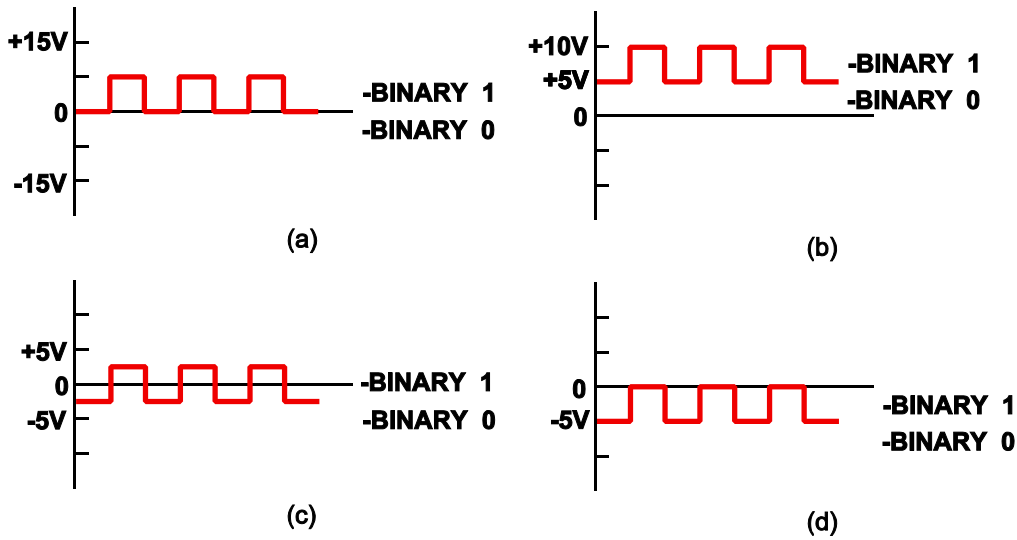 +15V
0
-15V
-BINARY 1
-BINARY 0
(a)
+10V
+5V
0
-BINARY 1
-BINARY 0
(b)
+5V
0
-5V
-BINARY 1
-BINARY 0
(c)
0
-5V
-BINARY 1
-BINARY 0
(d)